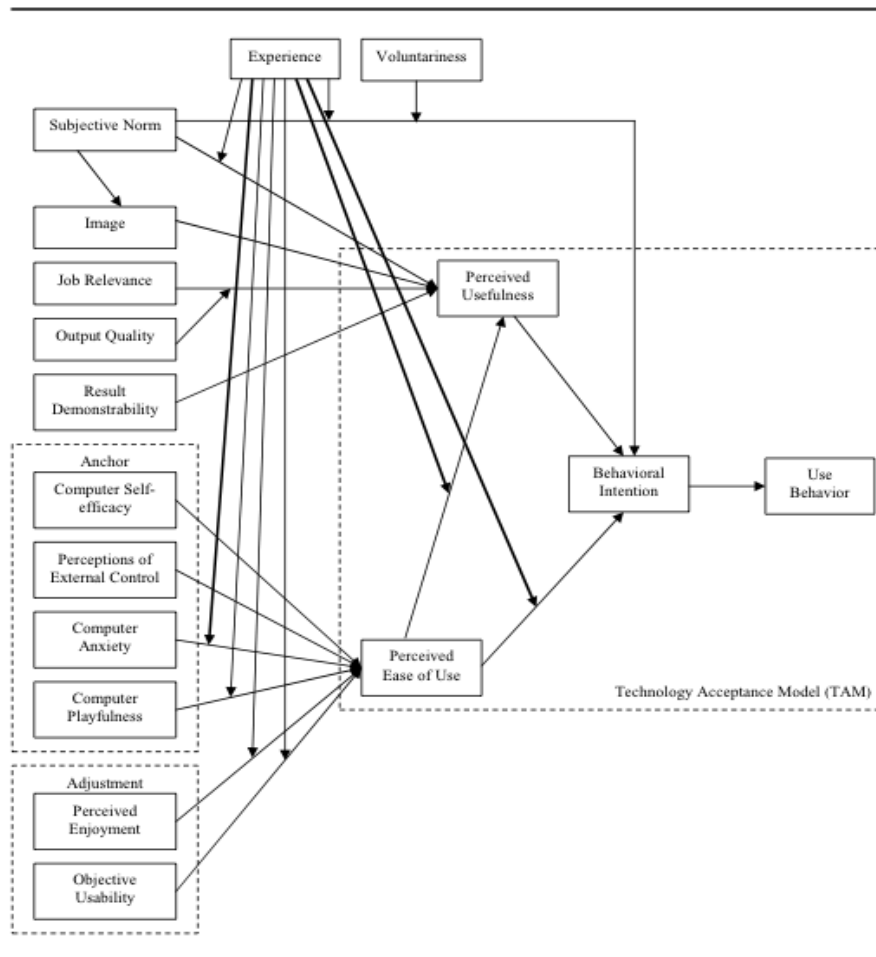 Experience
Voluntariness
Subjective Norm
Image
Job Relevance
Output Quality
Result
Demonstrability
Perceived
Usefulness
Anchor
Computer Self-
efficacy
Perceptions of
External Control
Computer
Anxiety
Computer
Playfulness
Behavioral
Intention
Use
Behavior
Perceived
Ease of Use
Technology Acceptance Model (TAM)
Adjustment
Perceived
Enjoyment
Objective
Usability